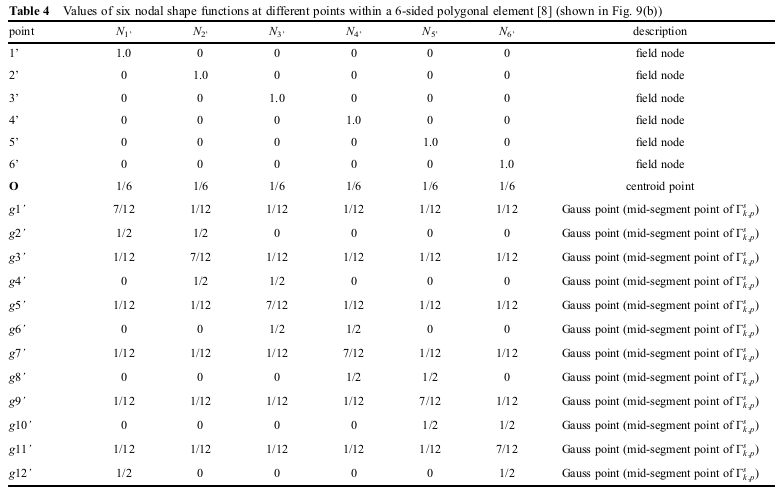 Table 4 Values of six nodal shape functions at different points within a 6-sided polygonal element [8] (shown in Fig. 9(b))
point N1' N2' N3' N4' N5' N6' description
1' 1.0 0 0 0 0 0 field node
2' 0 1.0 0 0 0 0 field node
3' 0 0 1.0 0 0 0 field node
4' 0 0 0 1.0 0 0 field node
5' 0 0 0 0 1.0 0 field node
6' 0 0 0 0 0 1.0 field node
O 1/6 1/6 1/6 1/6 1/6 1/6 centroid point
g1′ 7/12 1/12 1/12 1/12 1/12 1/12 Gauss point (mid-segment point of Γ^s_{k,p})
g2′ 1/2 1/2 0 0 0 0 Gauss point (mid-segment point of Γ^s_{k,p})
g3′ 1/12 7/12 1/12 1/12 1/12 1/12 Gauss point (mid-segment point of Γ^s_{k,p})
g4′ 0 1/2 1/2 0 0 0 Gauss point (mid-segment point of Γ^s_{k,p})
g5′ 1/12 1/12 7/12 1/12 1/12 1/12 Gauss point (mid-segment point of Γ^s_{k,p})
g6′ 0 0 1/2 1/2 0 0 Gauss point (mid-segment point of Γ^s_{k,p})
g7′ 1/12 1/12 1/12 7/12 1/12 1/12 Gauss point (mid-segment point of Γ^s_{k,p})
g8′ 0 0 0 1/2 1/2 0 Gauss point (mid-segment point of Γ^s_{k,p})
g9′ 1/12 1/12 1/12 1/12 7/12 1/12 Gauss point (mid-segment point of Γ^s_{k,p})
g10′ 0 0 0 0 1/2 1/2 Gauss point (mid-segment point of Γ^s_{k,p})
g11′ 1/12 1/12 1/12 1/12 1/12 7/12 Gauss point (mid-segment point of Γ^s_{k,p})
g12′ 1/2 0 0 0 0 1/2 Gauss point (mid-segment point of Γ^s_{k,p})